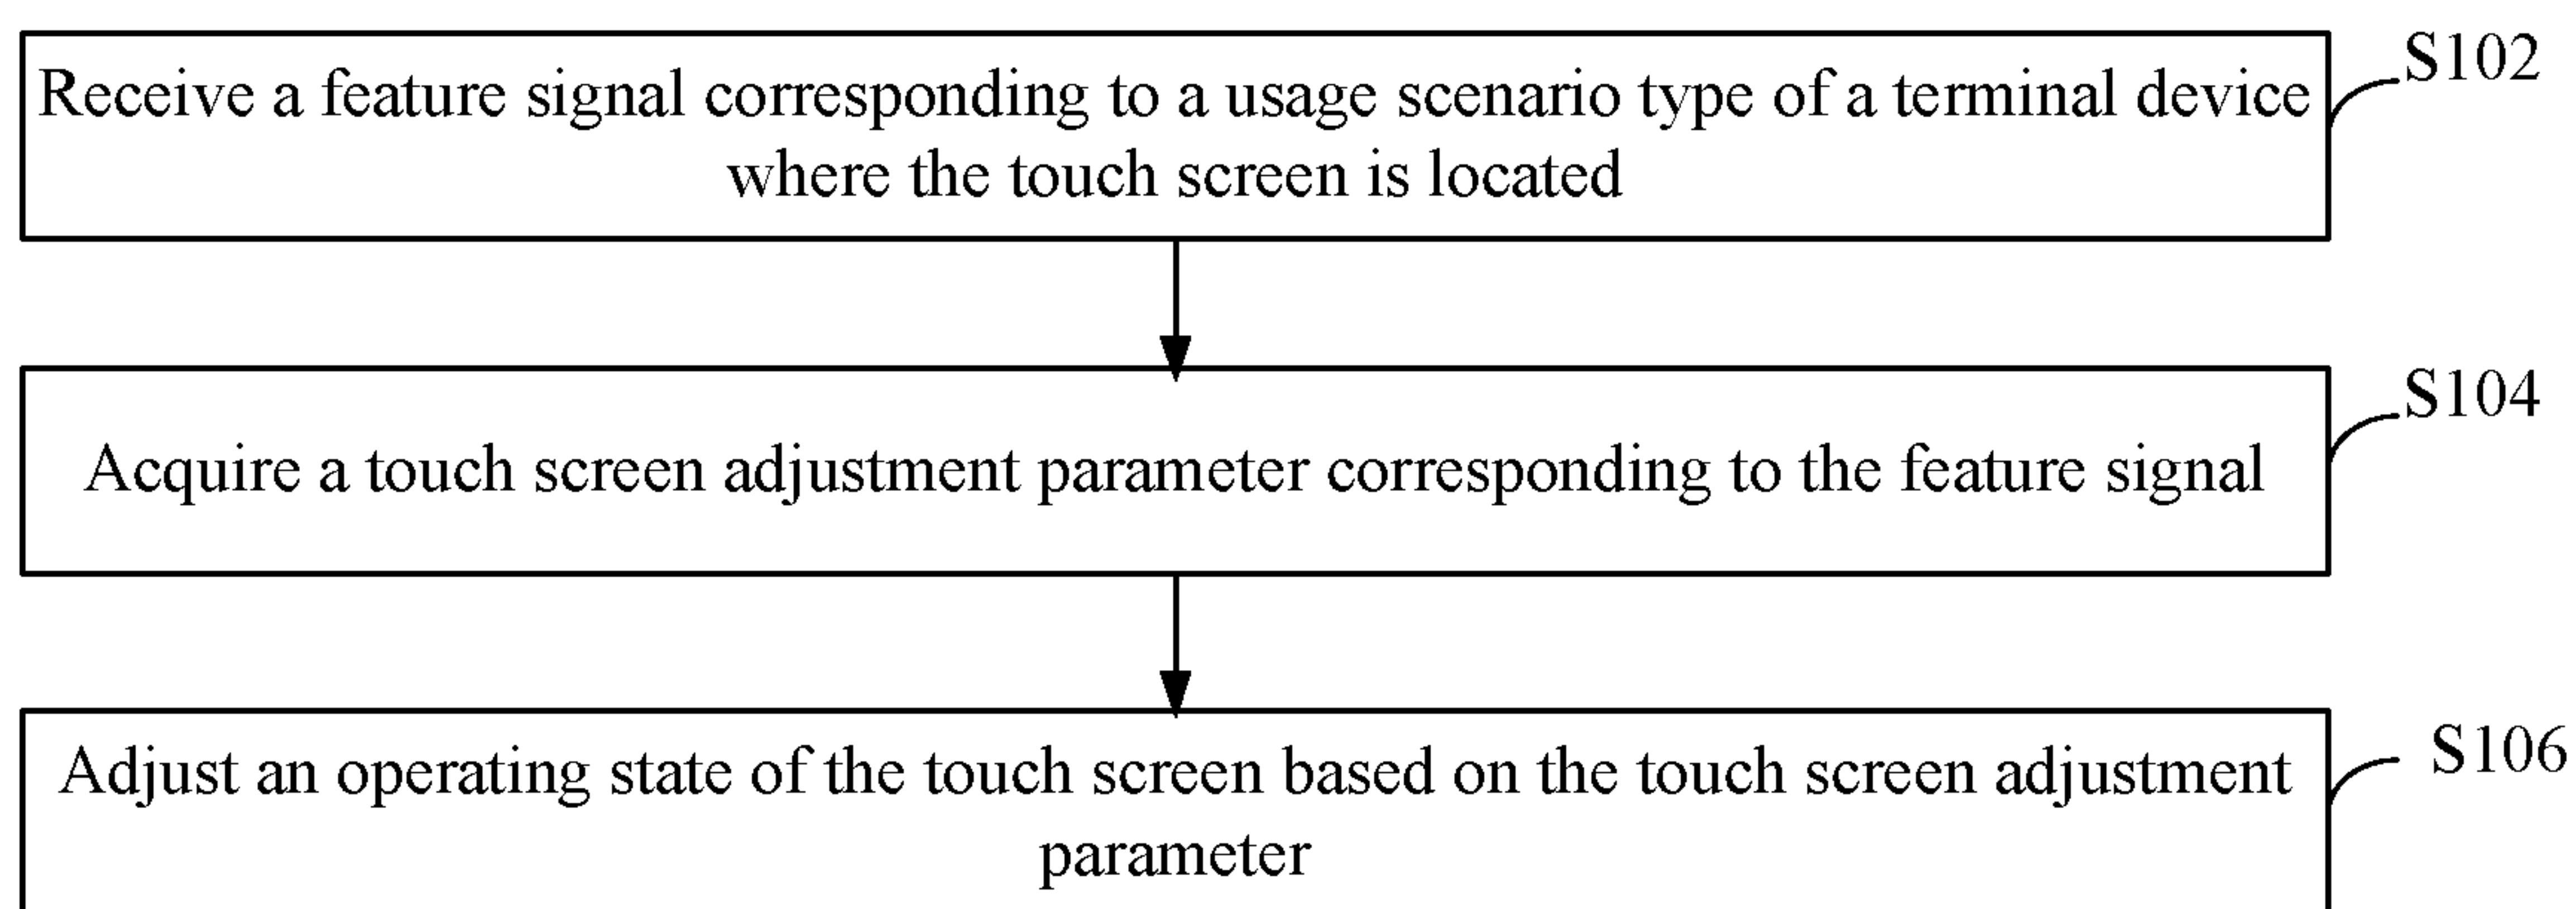 Receive a feature signal corresponding to a usage scenario type of a terminal device
where the touch screen is located
S102
Acquire a touch screen adjustment parameter corresponding to the feature signal
S104
Adjust an operating state of the touch screen based on the touch screen adjustment
parameter
S106